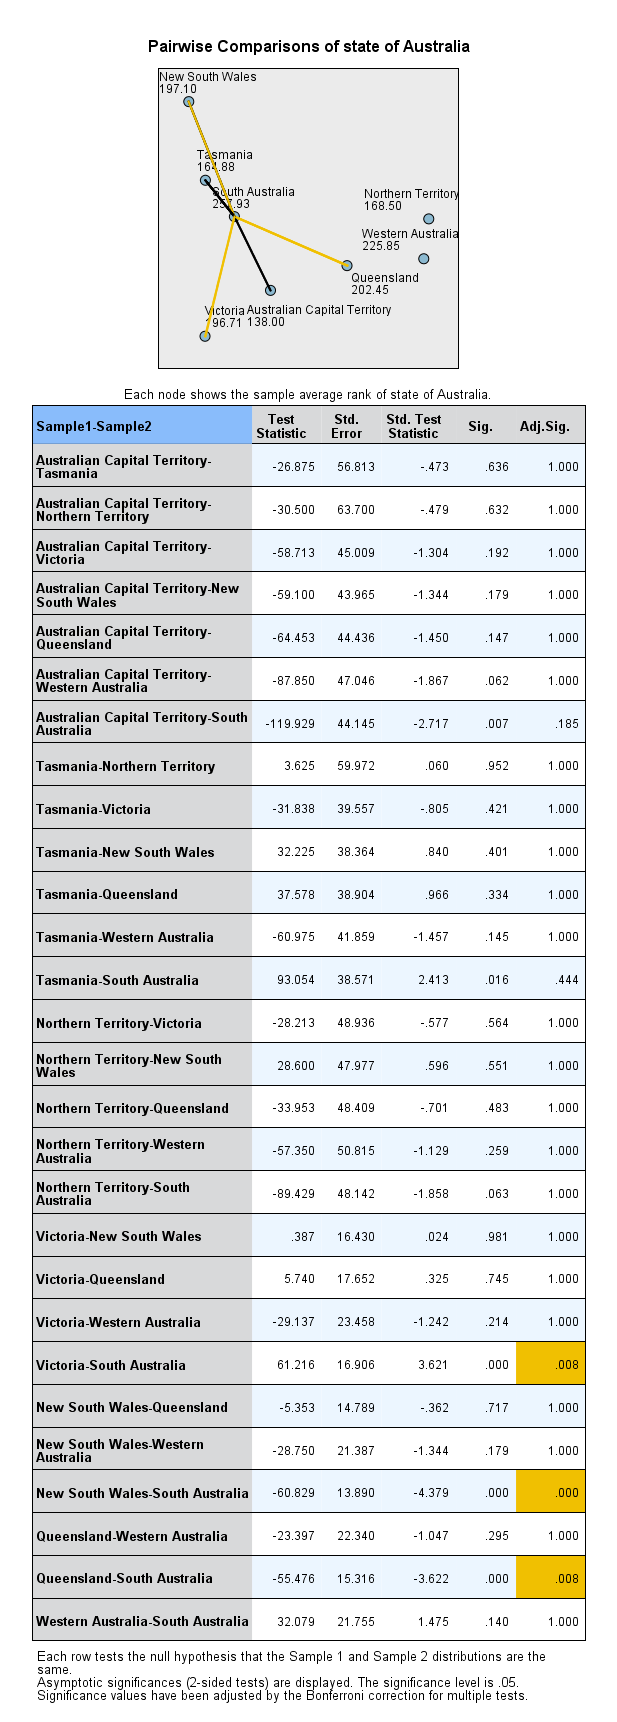 Pairwise Comparisons of state of Australia
New South Wales
197.10
Tasmania
164.88
South Australia
Northern Territory
168.50
Western Australia
225.85
Queensland
202.45
Victoria
196.71
Australian Capital Territory
138.00
Each node shows the sample average rank of state of Australia.
Sample1-Sample2 Test Statistic Std. Error Std. Test Statistic Sig. Adj.Sig.
Australian Capital Territory-
Tasmania -26.875 56.813 -.473 .636 1.000
Australian Capital Territory-
Northern Territory -30.500 63.700 -.479 .632 1.000
Australian Capital Territory-
Victoria -58.713 45.009 -1.304 .192 1.000
Australian Capital Territory-New
South Wales -59.100 43.965 -1.344 .179 1.000
Australian Capital Territory-
Queensland -64.453 44.436 -1.450 .147 1.000
Australian Capital Territory-
Western Australia -87.850 47.046 -1.867 .062 1.000
Australian Capital Territory-South
Australia -119.929 44.145 -2.717 .007 .185
Tasmania-Northern Territory 3.625 59.972 .060 .952 1.000
Tasmania-Victoria -31.838 39.557 -.805 .421 1.000
Tasmania-New South Wales 32.225 38.364 .840 .401 1.000
Tasmania-Queensland 37.578 38.904 .966 .334 1.000
Tasmania-Western Australia -60.975 41.859 -1.457 .145 1.000
Tasmania-South Australia 93.054 38.571 2.413 .016 .444
Northern Territory-Victoria -28.213 48.936 -.577 .564 1.000
Northern Territory-New South
Wales 28.600 47.977 .596 .551 1.000
Northern Territory-Queensland -33.953 48.409 -.701 .483 1.000
Northern Territory-Western
Australia -57.350 50.815 -1.129 .259 1.000
Northern Territory-South
Australia -89.429 48.142 -1.858 .063 1.000
Victoria-New South Wales .387 16.430 .024 .981 1.000
Victoria-Queensland 5.740 17.652 .325 .745 1.000
Victoria-Western Australia -29.137 23.458 -1.242 .214 1.000
Victoria-South Australia 61.216 16.906 3.621 .000 .008
New South Wales-Queensland -5.353 14.789 -.362 .717 1.000
New South Wales-Western
Australia -28.750 21.387 -1.344 .179 1.000
New South Wales-South Australia -60.829 13.890 -4.379 .000 .000
Queensland-Western Australia -23.397 22.340 -1.047 .295 1.000
Queensland-South Australia -55.476 15.316 -3.622 .000 .008
Western Australia-South Australia 32.079 21.755 1.475 .140 1.000
Each row tests the null hypothesis that the Sample 1 and Sample 2 distributions are the
same.
Asymptotic significances (2-sided tests) are displayed. The significance level is .05.
Significance values have been adjusted by the Bonferroni correction for multiple tests.